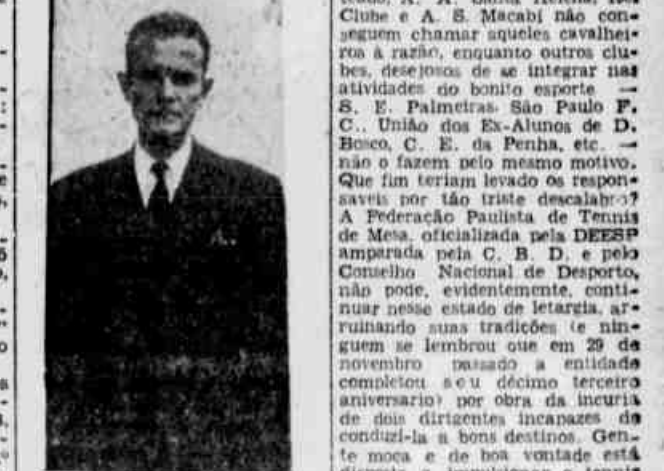 Clube e A. S. Macabi não con-
seguem chamar aqueles cavalhei-
ros à razão, enquanto outros clu-
bes, desejosos de se integrar nas
atividades do bonito esporte —
S. E. Palmeiras. São Paulo F.
C., União dos Ex-Alunos de D.
Bosco, C. E. da Penha, etc. —
não o fazem pelo mesmo motivo.
Que fim teriam levado os respon-
saveis por tão triste descalabro?
A Federação Paulista de Tennis
de Mesa, oficializada pela DEESP
amparada pela C. B. D. e pelo
Conselho Nacional de Desporto,
não pode, evidentemente, conti-
nuar nesse estado de letargia, ar-
ruinando suas tradições (e nin-
guem se lembrou que em 29 de
novembro passado a entidade
completou seu décimo terceiro
aniversario) por obra da incuria
de dois dirigentes incapazes de
conduzi-la a bons destinos. Gen-
te moça e de boa vontade está